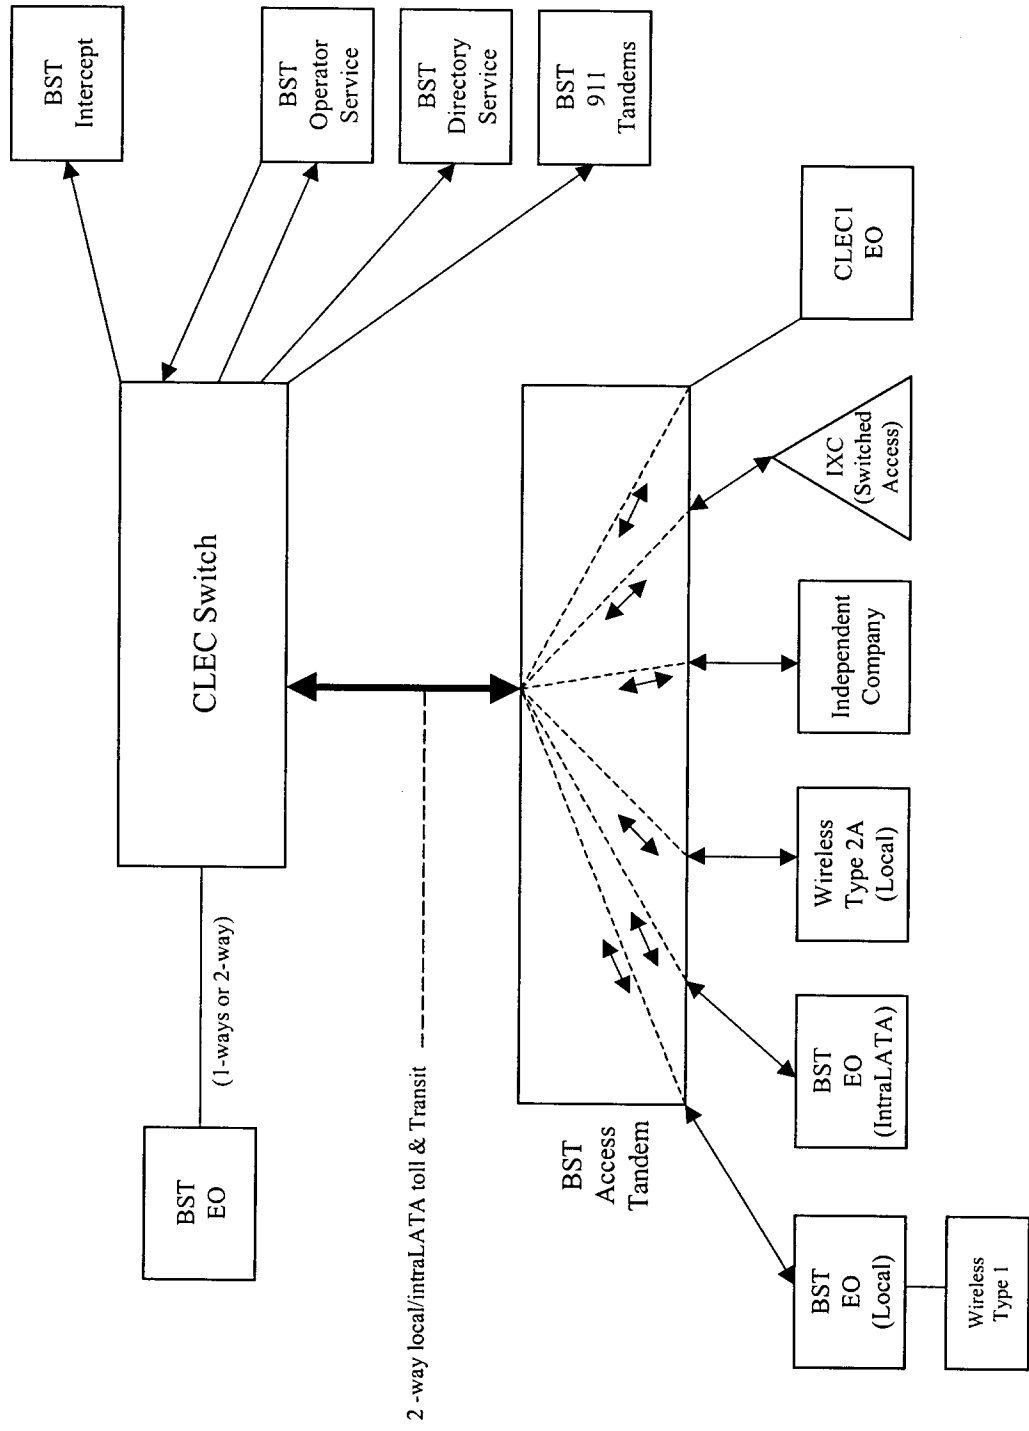 BST
Intercept
BST
Operator
Service
BST
Directory
Service
BST
911
Tandems
CLEC Switch
BST
EO
(1-ways or 2-way)
2 -way local/intraLATA toll & Transit
BST
Access
Tandem
BST
EO
(Local)
Wireless
Type 1
BST
EO
(IntraLATA)
Wireless
Type 2A
(Local)
Independent
Company
IXC
(Switched
Access)
CLEC1
EO